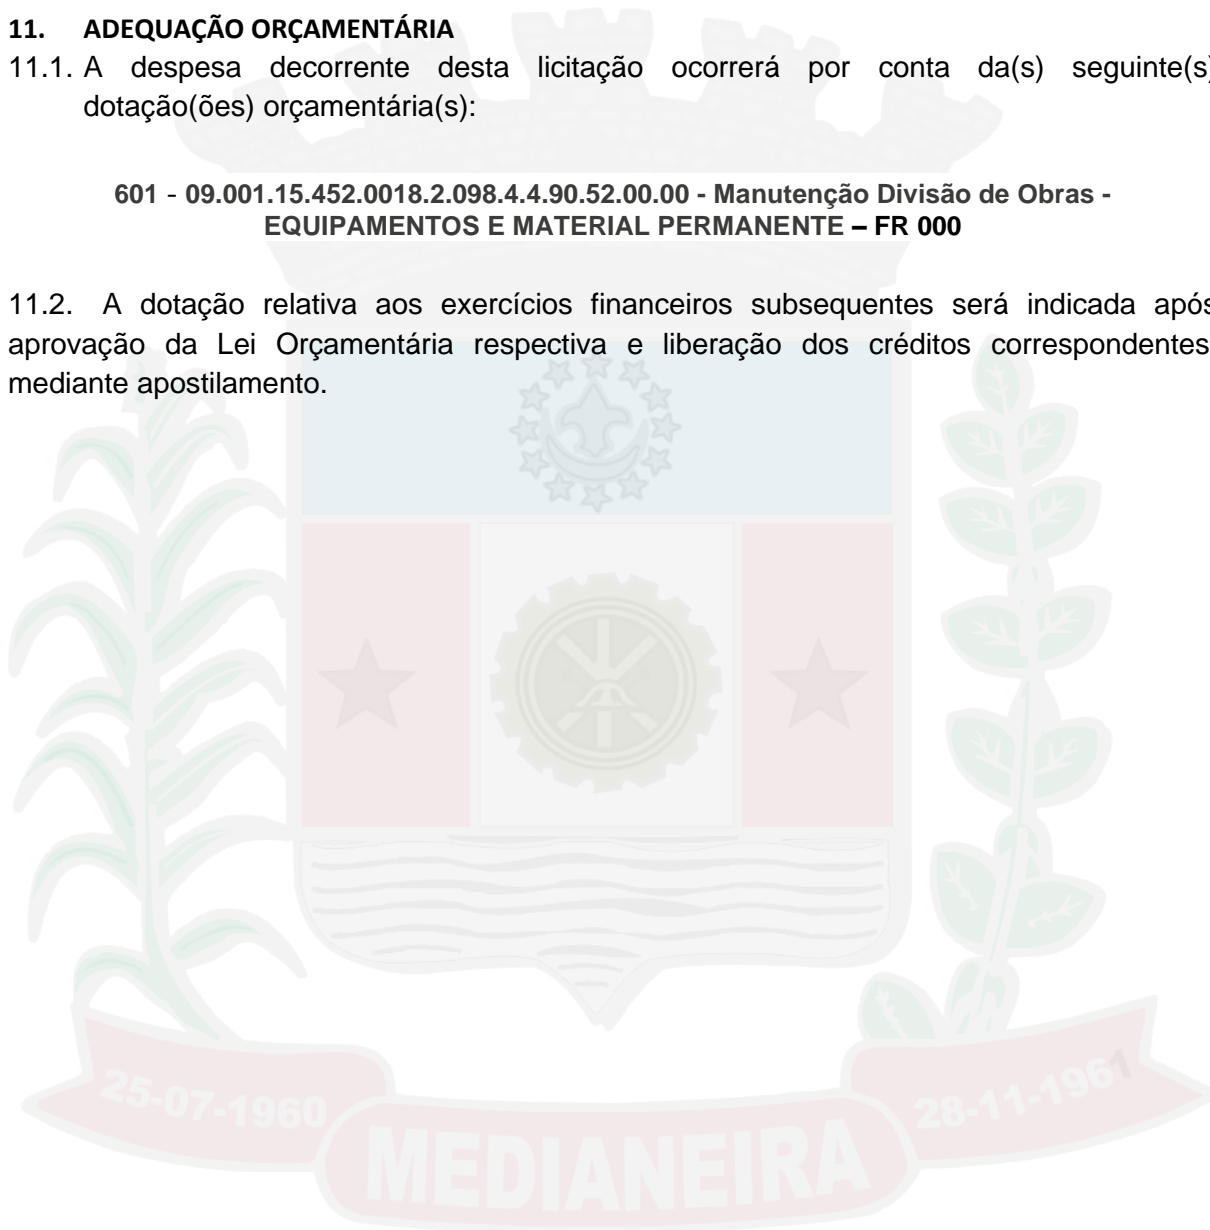 11. ADEQUAÇÃO ORÇAMENTÁRIA
11.1. A despesa decorrente desta licitação ocorrerá por conta da(s) seguinte(s)
dotação(ões) orçamentária(s):
601 - 09.001.15.452.0018.2.098.4.4.90.52.00.00 - Manutenção Divisão de Obras -
EQUIPAMENTOS E MATERIAL PERMANENTE – FR 000
11.2. A dotação relativa aos exercícios financeiros subsequentes será indicada após
aprovação da Lei Orçamentária respectiva e liberação dos créditos correspondentes
mediante apostilamento.
25-07-1960
28-11-1961
MEDIANEIRA